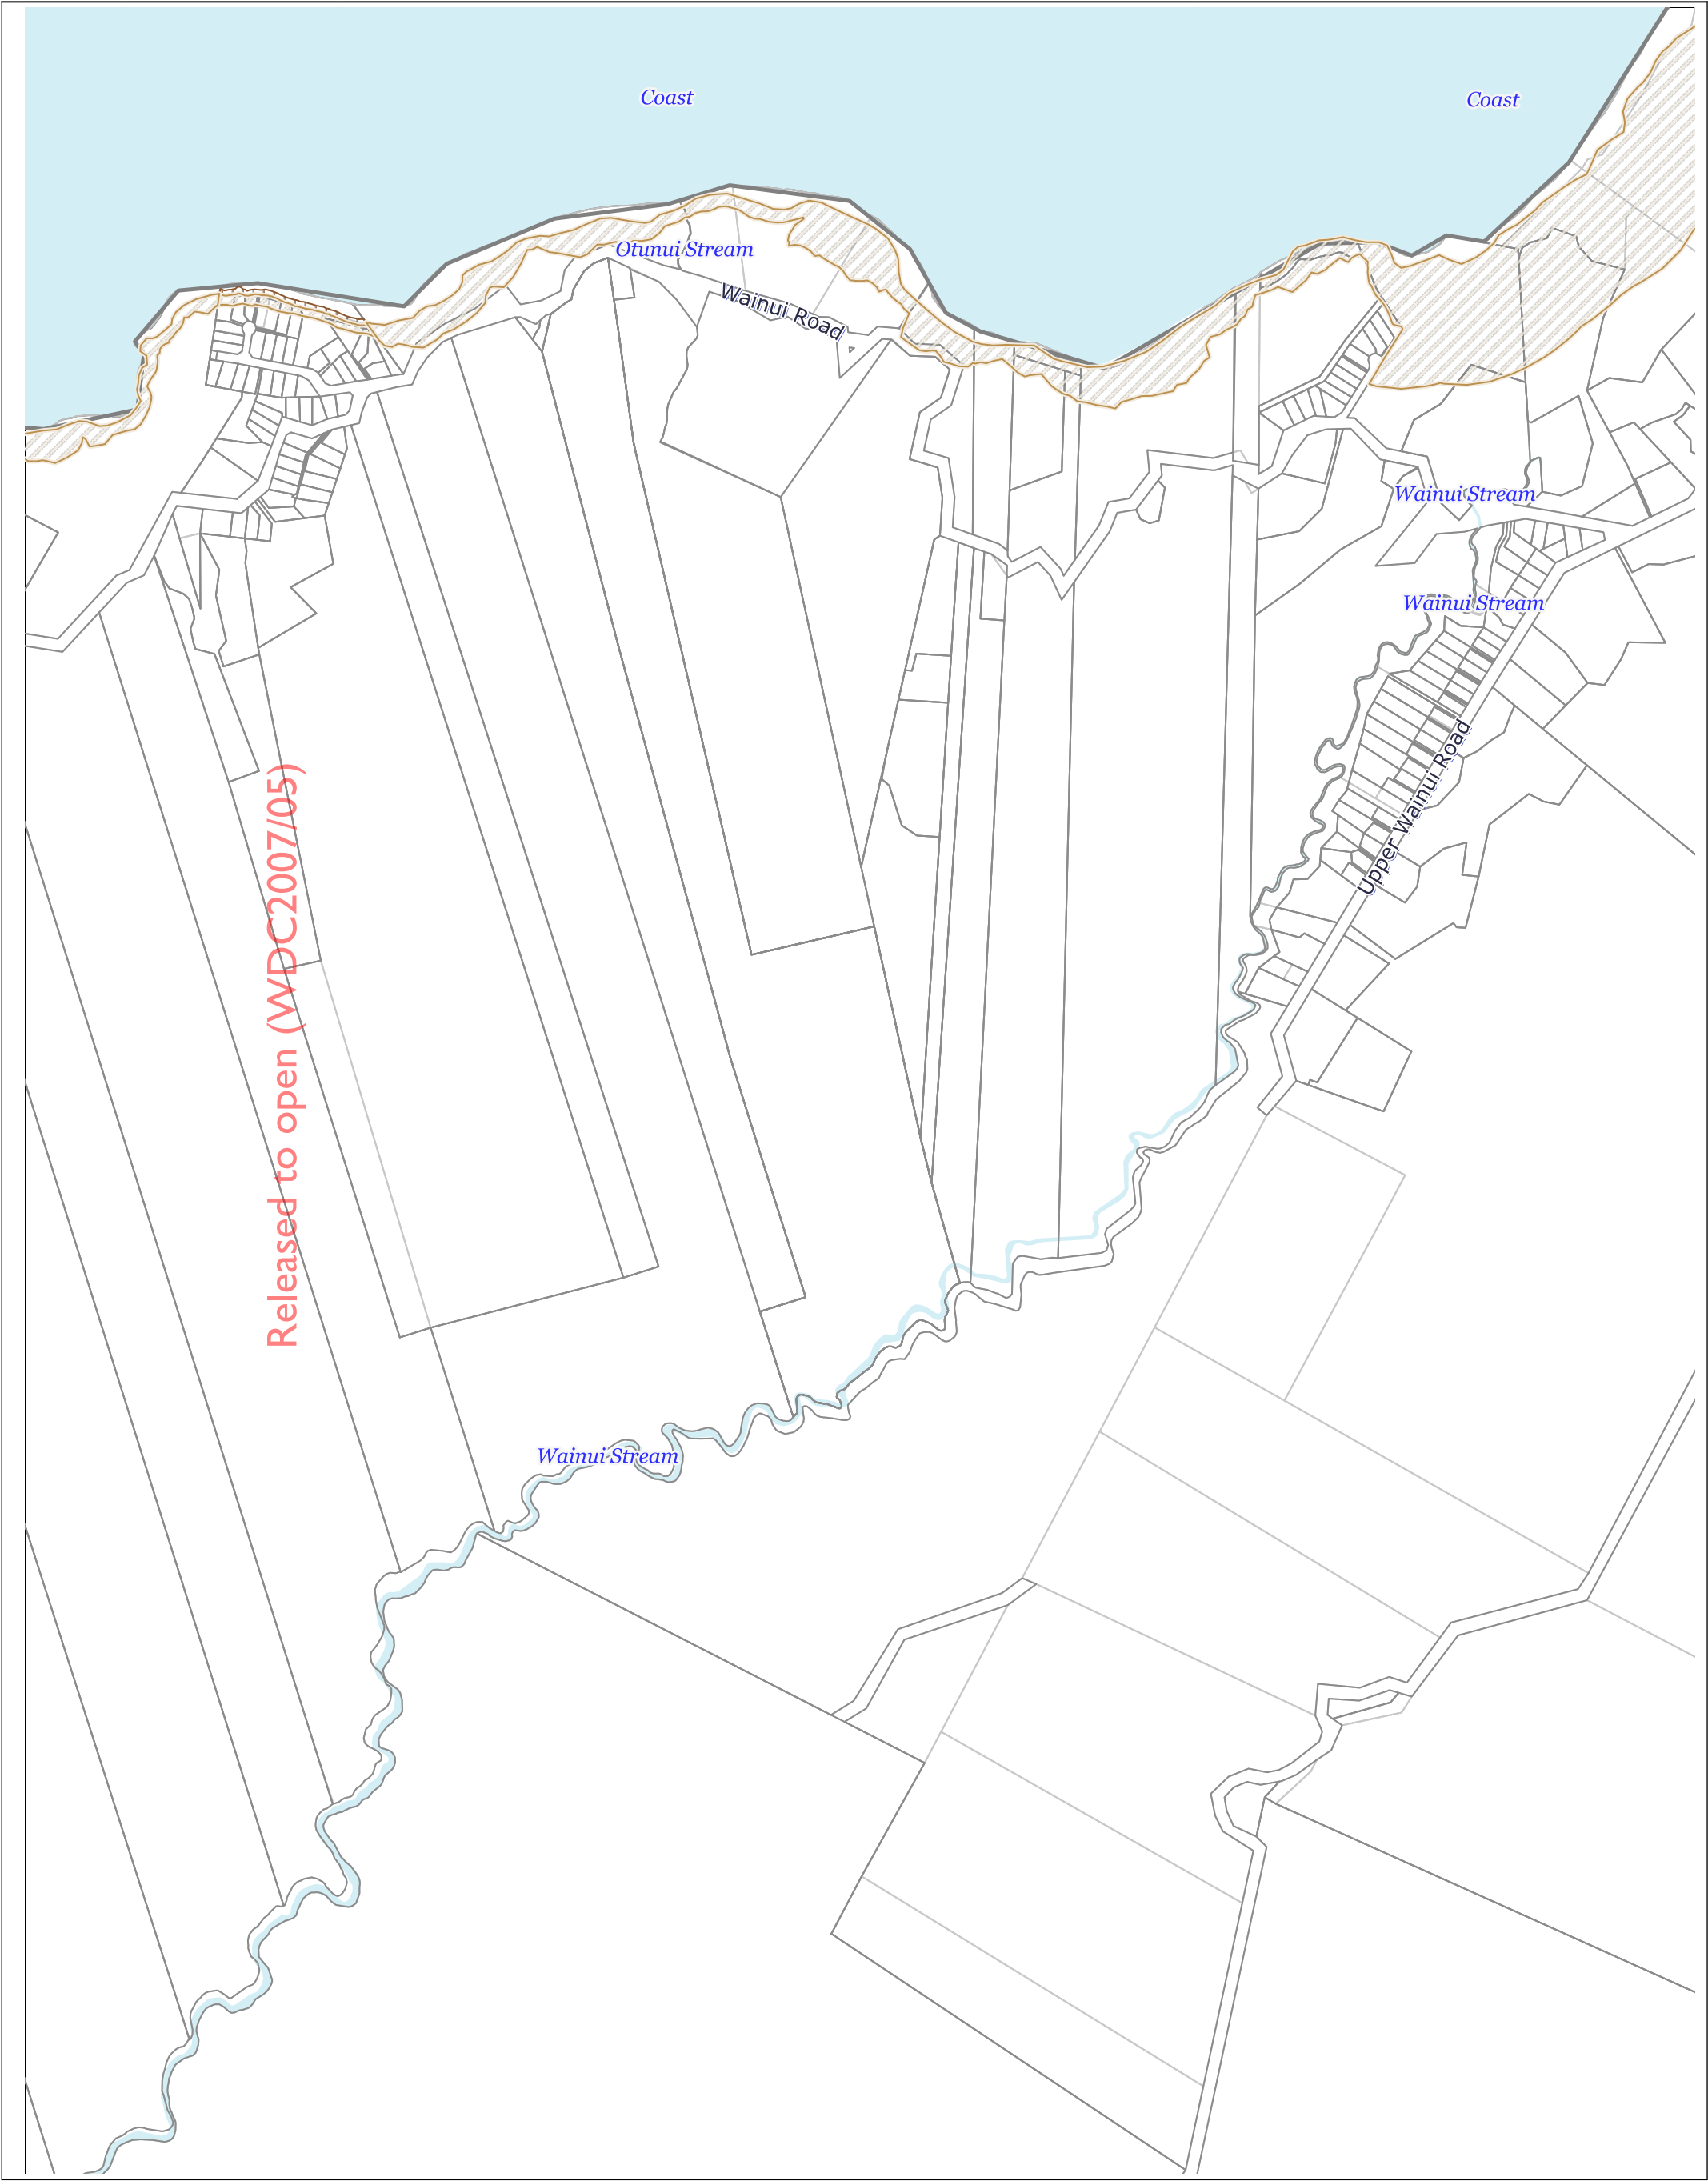 Coast
Coast
Otunui Stream
Wainui Road
Wainui Stream
Wainui Stream
Upper Wainui Road
Released to open (WDC2007/05)
Wainui Stream